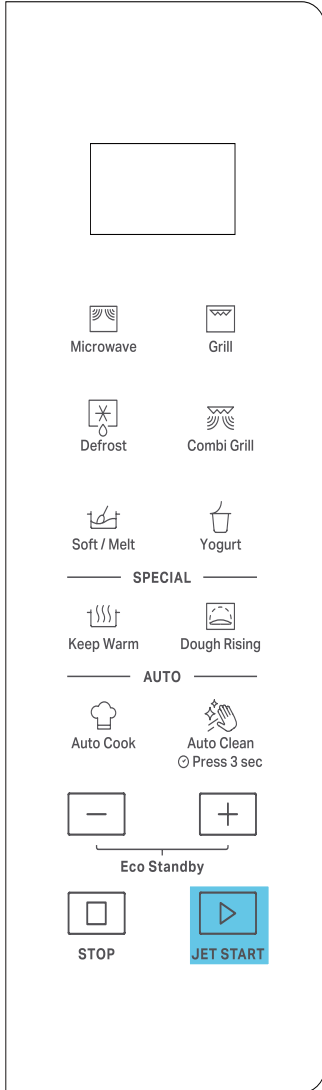 Microwave
Grill
Defrost
Combi Grill
Soft / Melt
Yogurt
SPECIAL
Keep Warm
Dough Rising
AUTO
Auto Cook
Auto Clean
Press 3 sec
Eco Standby
STOP
JET START